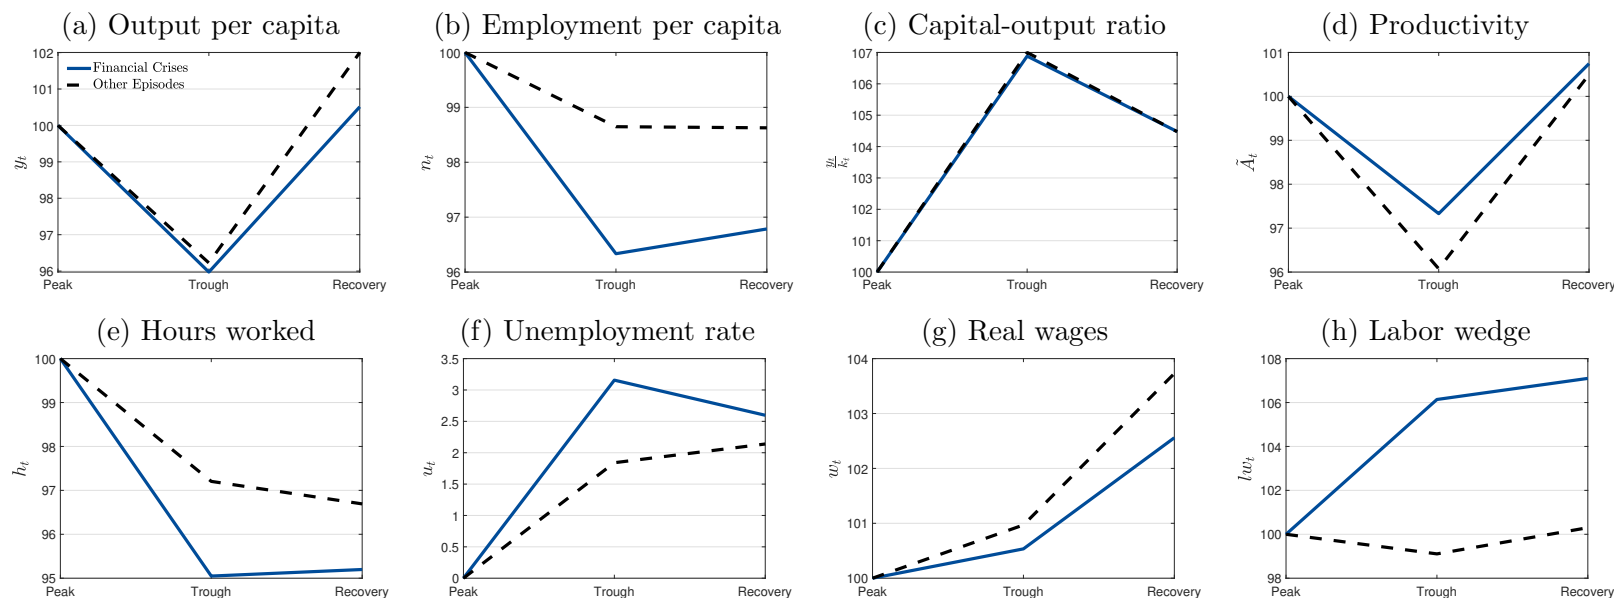 (a) Output per capita
102
101
100
99
98
97
96
y_t
Financial Crises
Other Episodes
Peak Trough Recovery
(b) Employment per capita
100
99
98
97
96
n_t
Peak Trough Recovery
(c) Capital-output ratio
107
106
105
104
103
102
101
100
y_t/k_t
Peak Trough Recovery
(d) Productivity
101
100
99
98
97
96
Ã_t
Peak Trough Recovery
(e) Hours worked
100
99
98
97
96
95
h_t
Peak Trough Recovery
(f) Unemployment rate
3.5
3
2.5
2
1.5
1
0.5
0
u_t
Peak Trough Recovery
(g) Real wages
104
103
102
101
100
w_t
Peak Trough Recovery
(h) Labor wedge
108
106
104
102
100
98
lw_t
Peak Trough Recovery